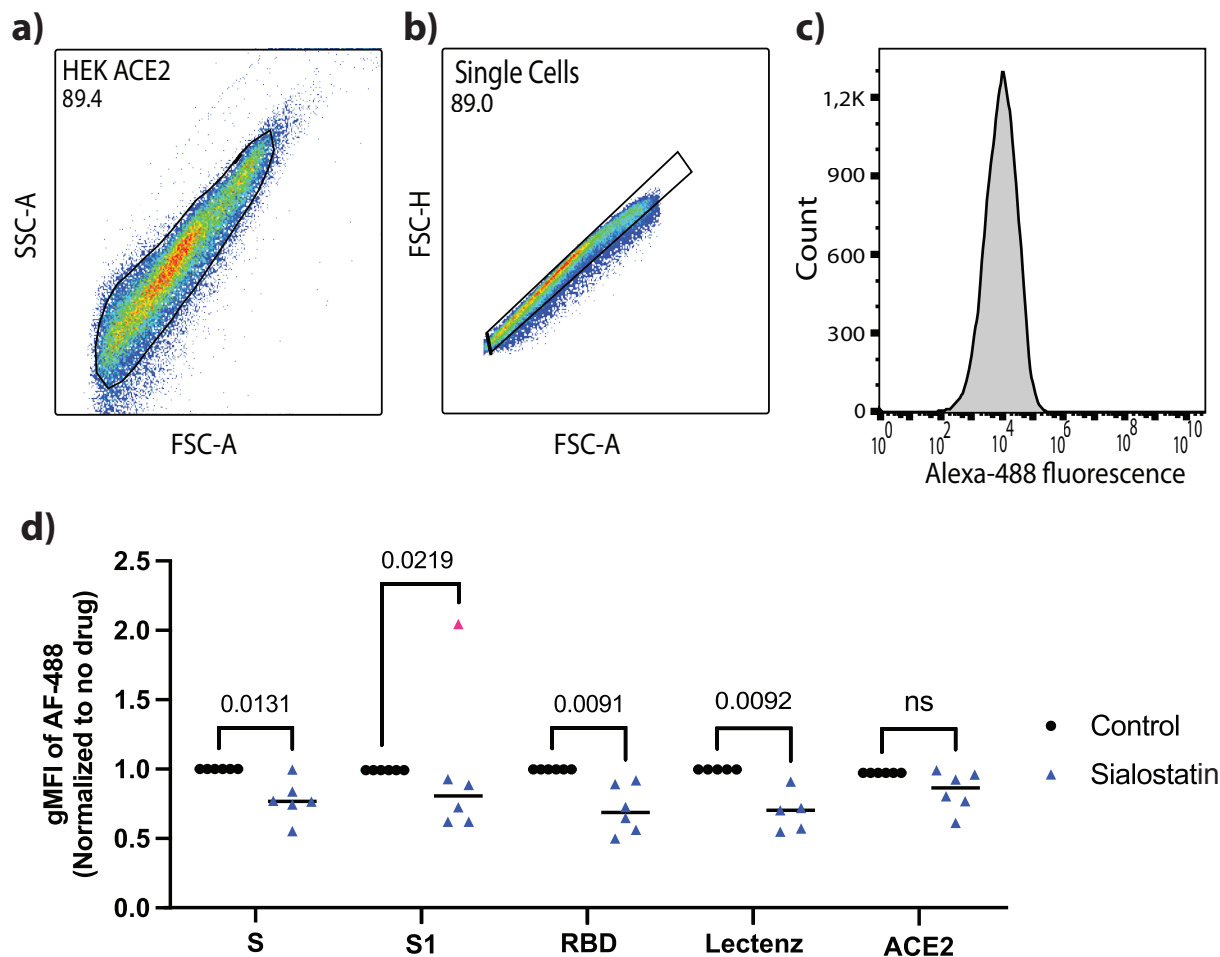 a)
HEK ACE2
89.4
SSC-A
FSC-A
b)
Single Cells
89.0
FSC-H
FSC-A
c)
1,2K
900
600
300
0
Count
10^0 10^2 10^4 10^6 10^8 10^10
Alexa-488 fluorescence
d)
gMFI of AF-488
(Normalized to no drug)
2.5
2.0
1.5
1.0
0.5
0.0
0.0131
0.0219
0.0091
0.0092
ns
S S1 RBD Lectenz ACE2
Control
Sialostatin